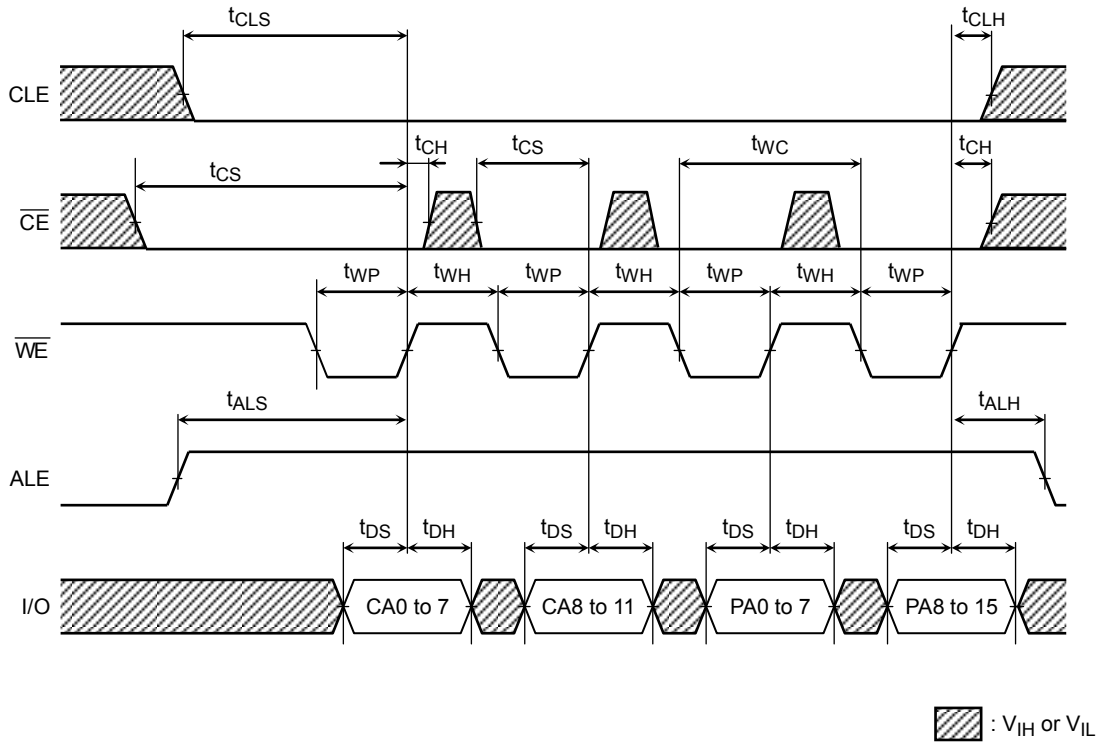 tCLS
tCLH
CLE
tCH
tCS
tWC
tCH
tCS
CE
tWP
tWH
tWP
tWH
tWP
tWH
tWP
WE
tALS
tALH
ALE
tDS
tDH
tDS
tDH
tDS
tDH
tDS
tDH
I/O
CA0 to 7
CA8 to 11
PA0 to 7
PA8 to 15
: VIH or VIL